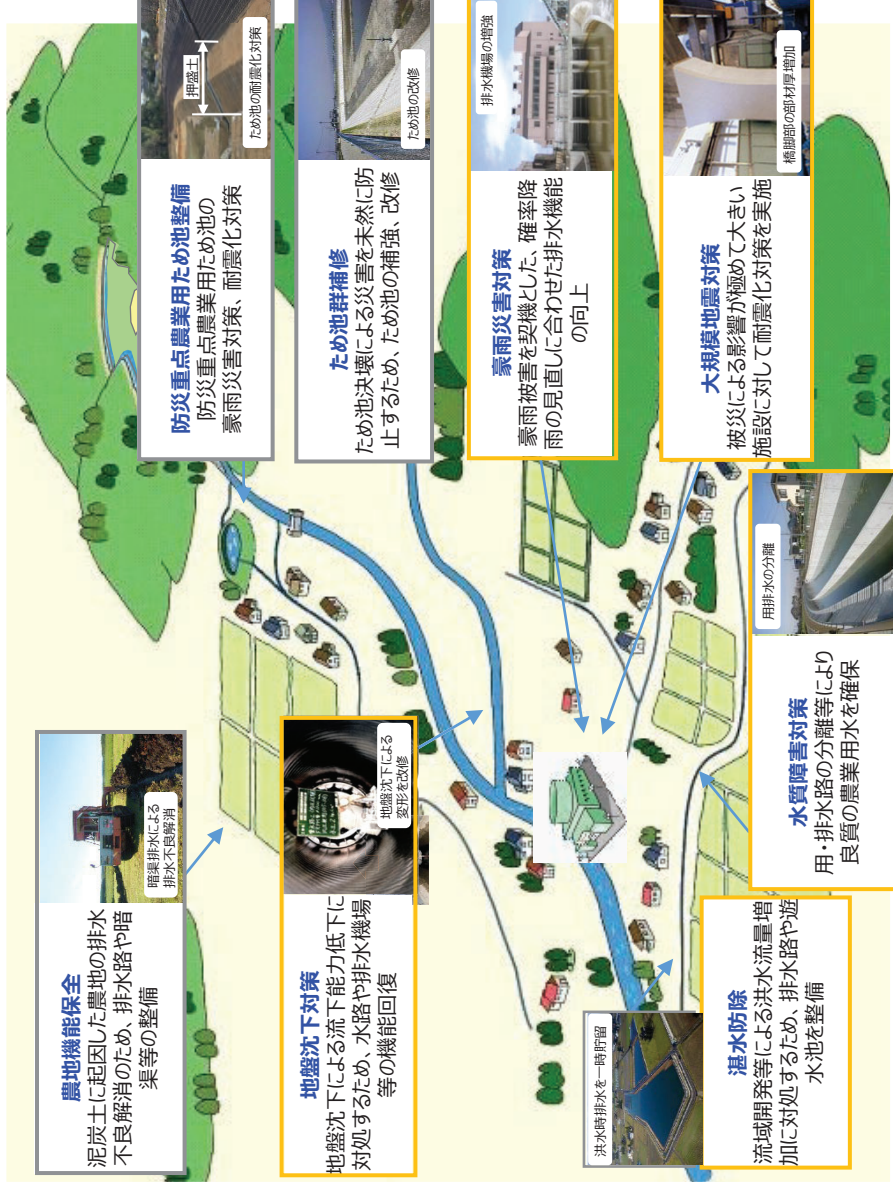 農地機能保全
泥炭土に起因した農地の排水
不良解消のため、排水路や暗
渠等の整備
暗渠排水による
排水不良解消
防災重点農業用ため池整備
防災重点農業用ため池の
豪雨災害対策、耐震化対策
押盛土
ため池の耐震化対策
ため池群補修
ため池決壊による災害を未然に防
止するため、ため池の補強、改修
ため池の改修
地盤沈下対策
地盤沈下による流下能力低下に
対処するため、水路や排水機場
等の機能回復
地盤沈下による
変形を改修
豪雨災害対策
豪雨被害を契機とした、確率降
雨の見直しに合わせた排水機能
の向上
排水機場の増強
大規模地震対策
被災による影響が極めて大きい
施設に対して耐震化対策を実施
橋脚部の部材厚増加
湛水防除
流域開発等による洪水流量増
加に対処するため、排水路や遊
水池を整備
洪水時排水を一時貯留
水質障害対策
用・排水路の分離等により
良質の農業用水を確保
用排水の分離